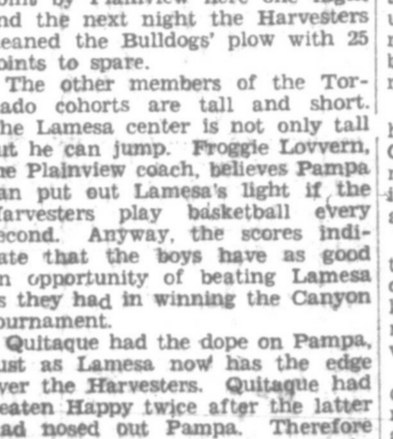 nd the next night the Harvesters
eaned the Bulldogs' plow with 25
oints to spare.
The other members of the Tor-
ado cohorts are tall and short.
he Lamesa center is not only tall
ut he can jump. Froggie Lovvern,
he Plainview coach, believes Pampa
an put out Lamesa's light if the
Harvesters play basketball every
econd. Anyway, the scores indi-
ate that the boys have as good
n opportunity of beating Lamesa
s they had in winning the Canyon
ournament.
Quitaque had the dope on Pampa,
ust as Lamesa now has the edge
ver the Harvesters. Quitaque had
eaten Happy twice after the latter
ad nosed out Pampa. Therefore